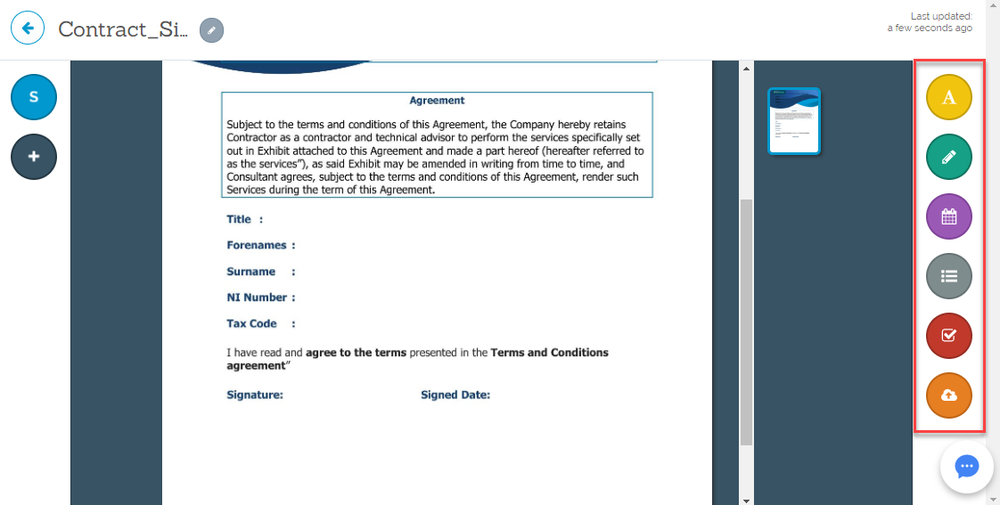 Contract_Si...
Last updated:
a few seconds ago
S
A
Agreement
Subject to the terms and conditions of this Agreement, the Company hereby retains
Contractor as a contractor and technical advisor to perform the services specifically set
out in Exhibit attached to this Agreement and made a part hereof (hereafter referred to
as the services"), as said Exhibit may be amended in writing from time to time, and
Consultant agrees, subject to the terms and conditions of this Agreement, render such
Services during the term of this Agreement.
Title :
Forenames :
Surname :
NI Number :
Tax Code :
I have read and agree to the terms presented in the Terms and Conditions
agreement"
Signature: Signed Date: